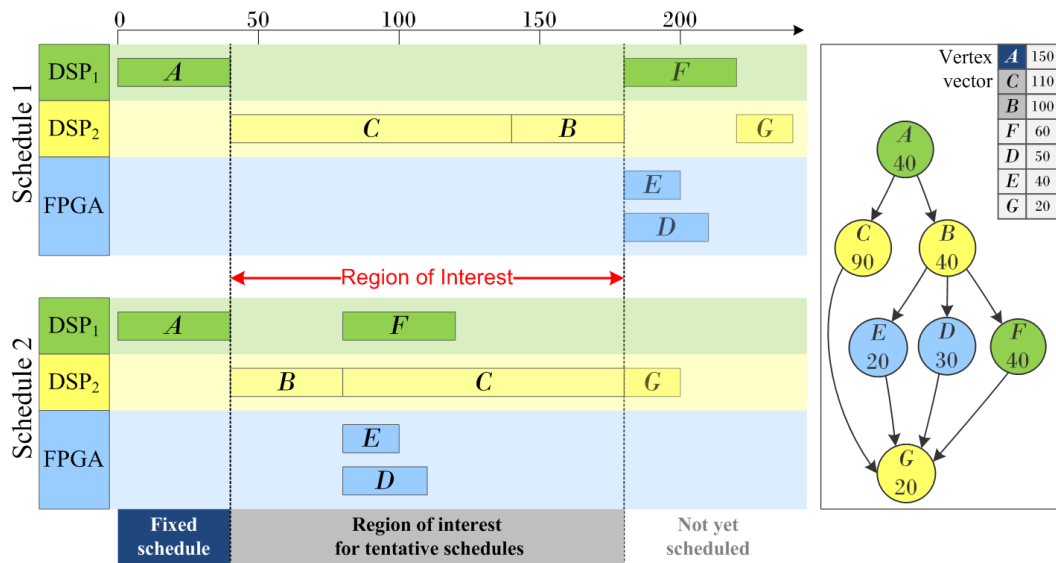 0 50 100 150 200
Schedule 1
DSP1
A F
DSP2
C B G
FPGA
E
D
Region of Interest
Schedule 2
DSP1
A F
DSP2
B C G
FPGA
E
D
Fixed
schedule
Region of interest
for tentative schedules
Not yet
scheduled
Vertex
vector
A 150
C 110
B 100
F 60
D 50
E 40
G 20
A
40
C
90
B
40
E
20
D
30
F
40
G
20